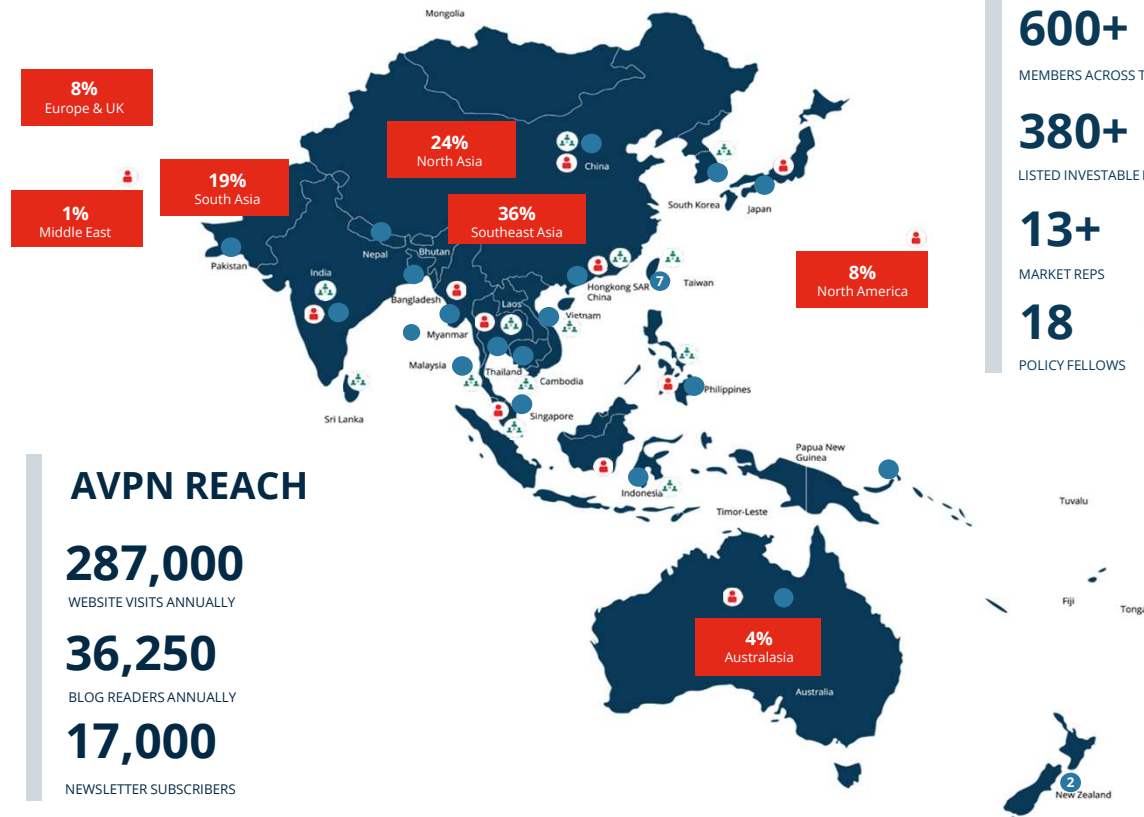 Mongolia
600+
MEMBERS ACROSS T
8%
Europe & UK
24%
North Asia
China
380+
LISTED INVESTABLE
19%
South Asia
1%
Middle East
36%
Southeast Asia
South Korea
Japan
13+
MARKET REPS
Pakistan
Nepal
Bhutan
India
Bangladesh
Hongkong SAR
China
7
Taiwan
8%
North America
18
POLICY FELLOWS
Laos
Vietnam
Myanmar
Malaysia
Thailand
Cambodia
Philippines
Singapore
Sri Lanka
Papua New
Guinea
Indonesia
Timor-Leste
Tuvalu
Fiji
Tonga
AVPN REACH
287,000
WEBSITE VISITS ANNUALLY
36,250
BLOG READERS ANNUALLY
17,000
NEWSLETTER SUBSCRIBERS
4%
Australasia
Australia
2
New Zealand